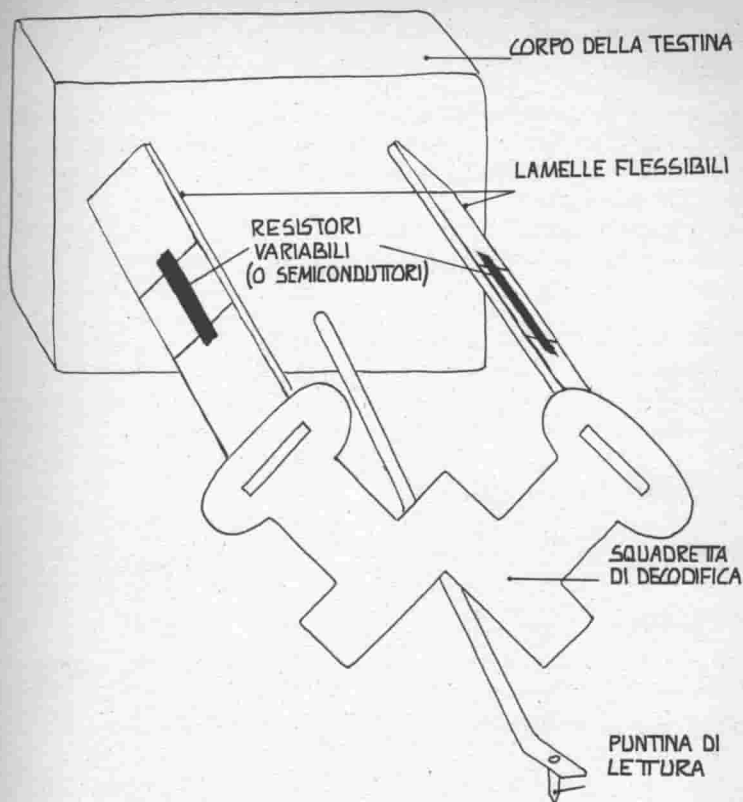 CORPO DELLA TESTINA
LAMELLE FLESSIBILI
RESISTORI
VARIABILI
(O SEMICONDUTTORI)
SQUADRETTA
DI DECODIFICA
PUNTINA DI
LETTURA